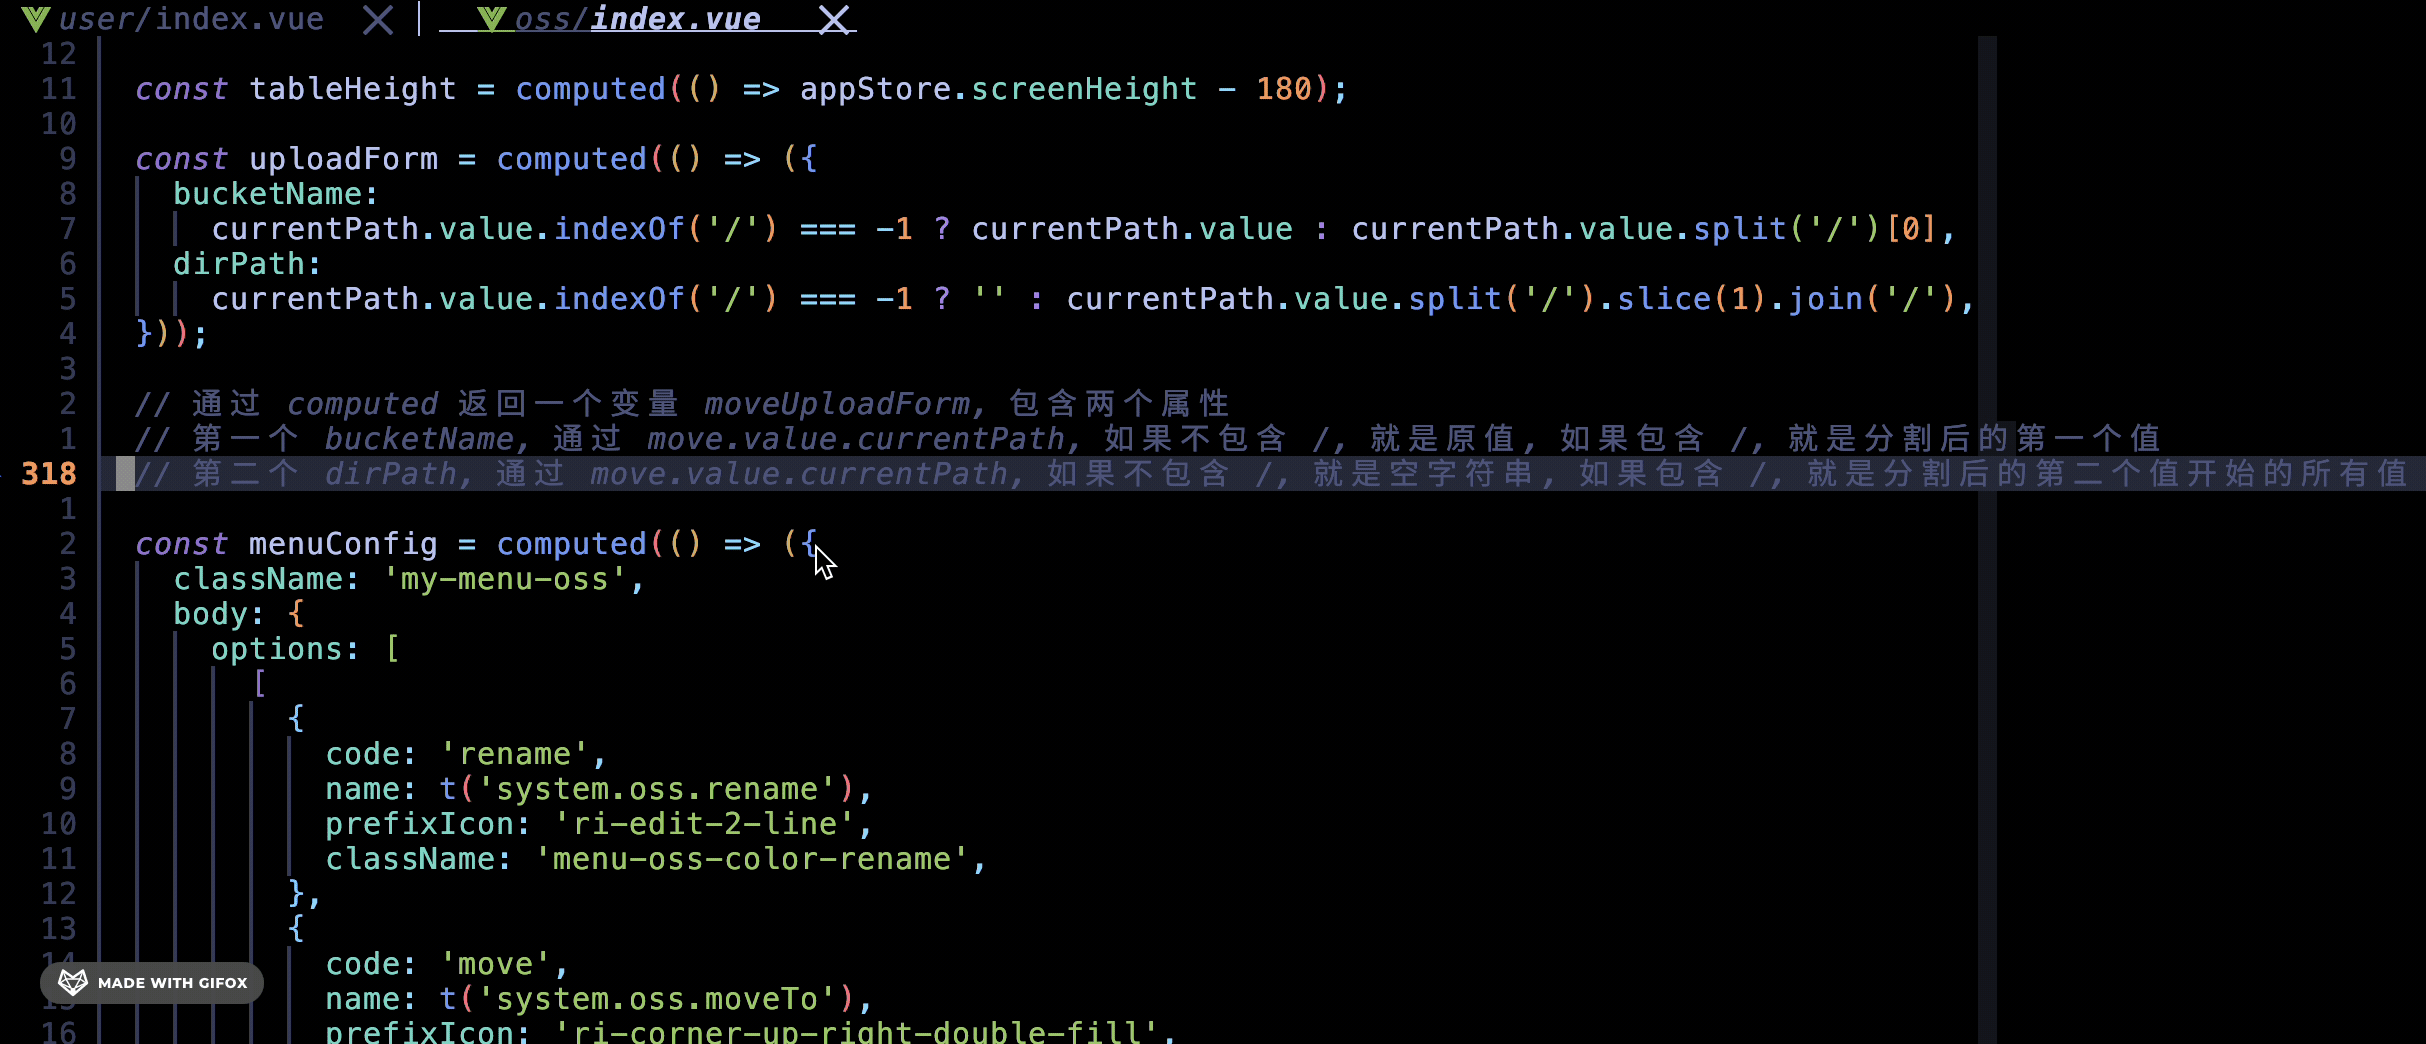 user/index.vue oss/index.vue
12
11 const tableHeight = computed(() => appStore.screenHeight - 180);
10
9 const uploadForm = computed(() => ({
8 bucketName:
7 currentPath.value.indexOf('/') === -1 ? currentPath.value : currentPath.value.split('/')[0],
6 dirPath:
5 currentPath.value.indexOf('/') === -1 ? '' : currentPath.value.split('/').slice(1).join('/'),
4 }));
3
2 // 通过 computed 返回一个变量 moveUploadForm, 包含两个属性
1 // 第一个 bucketName, 通过 move.value.currentPath, 如果不包含 /, 就是原值, 如果包含 /, 就是分割后的第一个值
318 // 第二个 dirPath, 通过 move.value.currentPath, 如果不包含 /, 就是空字符串, 如果包含 /, 就是分割后的第二个值开始的所有值
1
2 const menuConfig = computed(() => ({
3 className: 'my-menu-oss',
4 body: {
5 options: [
6 [
7 {
8 code: 'rename',
9 name: t('system.oss.rename'),
10 prefixIcon: 'ri-edit-2-line',
11 className: 'menu-oss-color-rename',
12 },
13 {
14 code: 'move',
MADE WITH GIFOX
15 name: t('system.oss.moveTo'),
16 prefixIcon: 'ri-corner-up-right-double-fill',